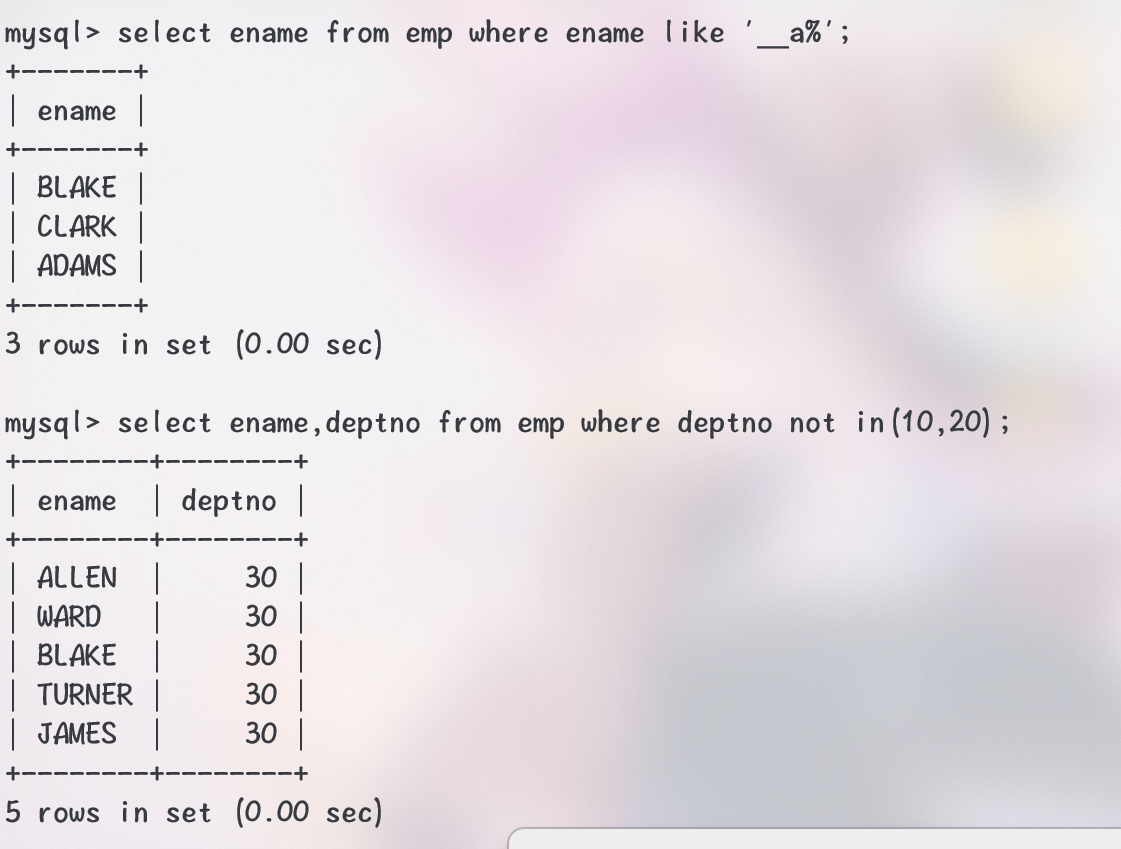 mysql> select ename from emp where ename like '__a%';
+-------+
| ename |
+-------+
| BLAKE |
| CLARK |
| ADAMS |
+-------+
3 rows in set (0.00 sec)

mysql> select ename,deptno from emp where deptno not in(10,20);
+--------+--------+
| ename  | deptno |
+--------+--------+
| ALLEN  |     30 |
| WARD   |     30 |
| BLAKE  |     30 |
| TURNER |     30 |
| JAMES  |     30 |
+--------+--------+
5 rows in set (0.00 sec)